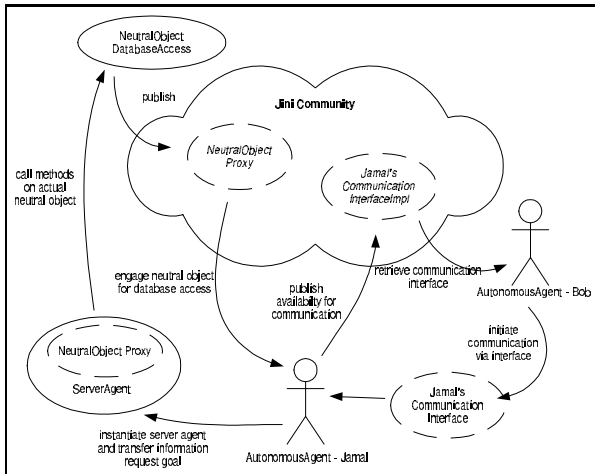 NeutralObject
DatabaseAccess
publish
Jini Community
NeutralObject
Proxy
Jamal's
Communication
InterfaceImpl
call methods
on actual
neutral object
engage neutral object
for database access
publish
availablity for
communication
retrieve communication
interface
AutonomousAgent - Bob
initiate
communication
via interface
NeutralObject Proxy
ServerAgent
Jamal's
Communication
Interface
instantiate server agent
and transfer information
request goal
AutonomousAgent - Jamal